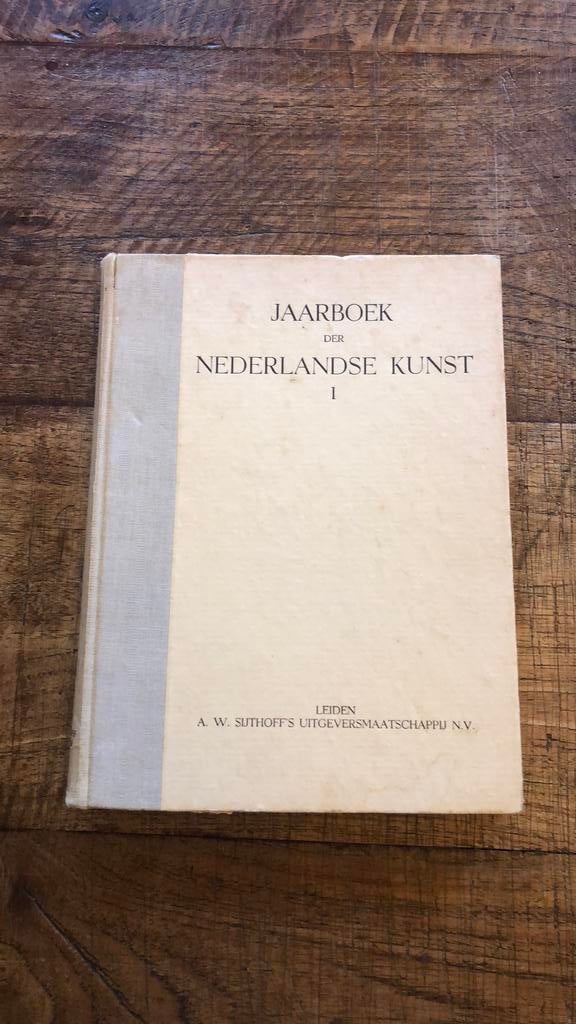 JAARBOEK
DER
NEDERLANDSE KUNST
I
LEIDEN
A. W. SIJTHOFF'S UITGEVERSMAATSCHAPPIJ N.V.